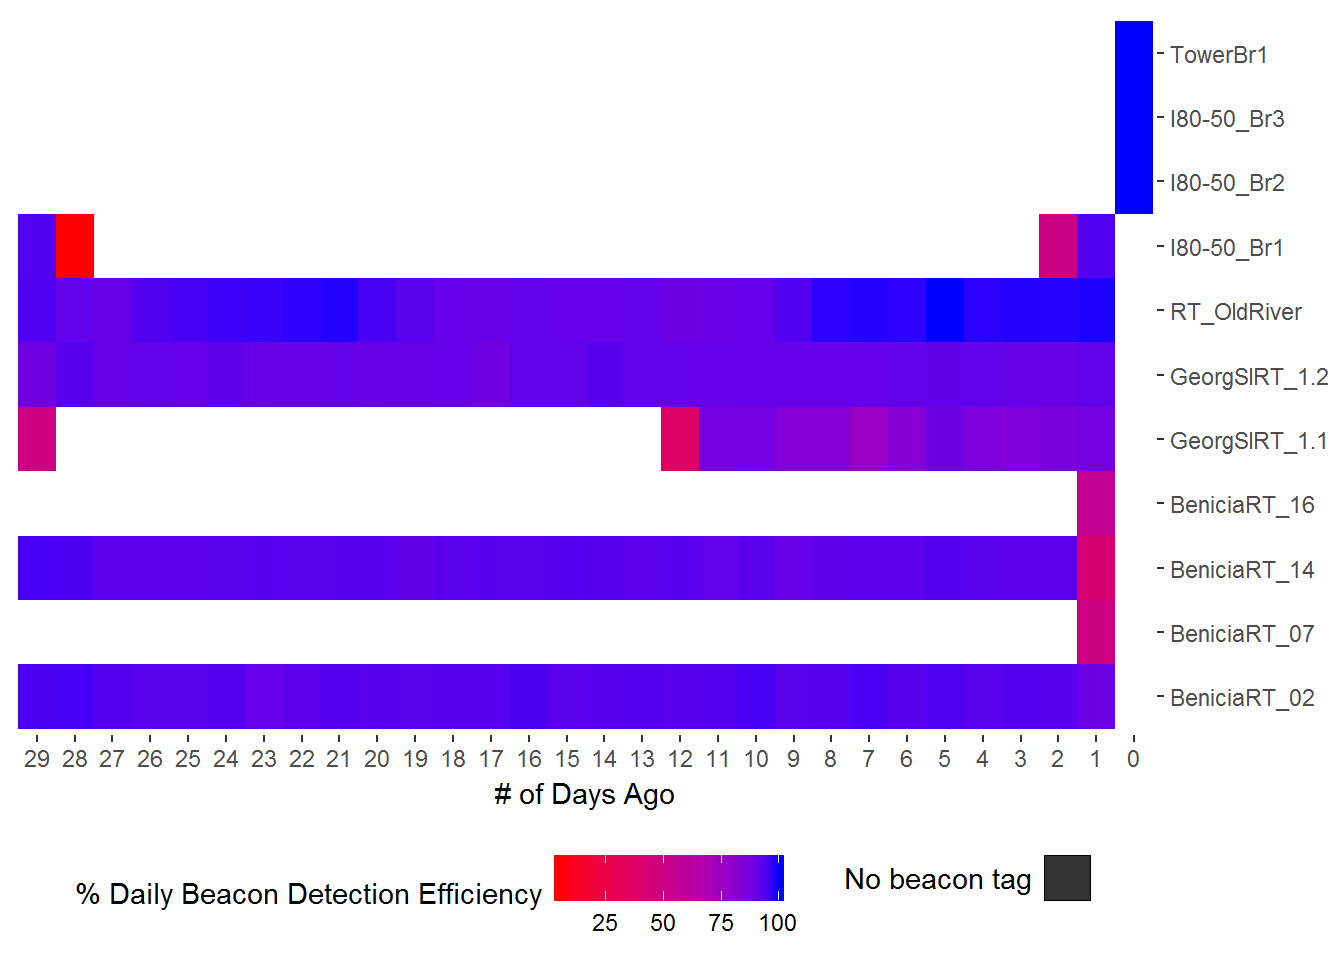 TowerBr1
I80-50_Br3
I80-50_Br2
I80-50_Br1
RT_OldRiver
GeorgSlRT_1.2
GeorgSlRT_1.1
BeniciaRT_16
BeniciaRT_14
BeniciaRT_07
BeniciaRT_02
29 28 27 26 25 24 23 22 21 20 19 18 17 16 15 14 13 12 11 10 9 8 7 6 5 4 3 2 1 0
# of Days Ago
% Daily Beacon Detection Efficiency
25 50 75 100
No beacon tag